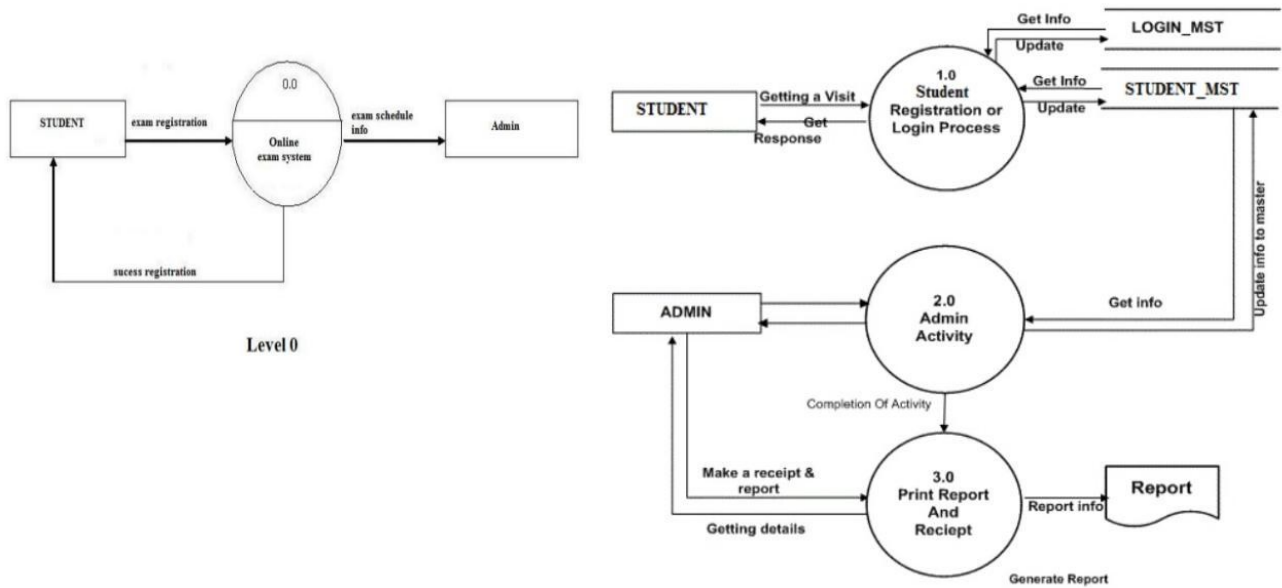 0.0
STUDENT
exam registration
Online
exam system
exam schedule
info
Admin
sucess registration
Level 0
Get Info
LOGIN_MST
Update
1.0
Student
Registration or
Login Process
Get Info
STUDENT_MST
Update
STUDENT
Getting a Visit
Get
Response
Update info to master
ADMIN
2.0
Admin
Activity
Get info
Completion Of Activity
Make a receipt &
report
3.0
Print Report
And
Reciept
Report
Report info
Getting details
Generate Report